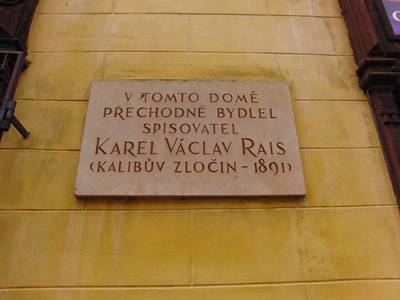 V TOMTO DOMĚ
PŘECHODNĚ BYDLEL
SPISOVATEL
KAREL VÁCLAV RAIS
(KALIBŮV ZLOČIN – 1891)